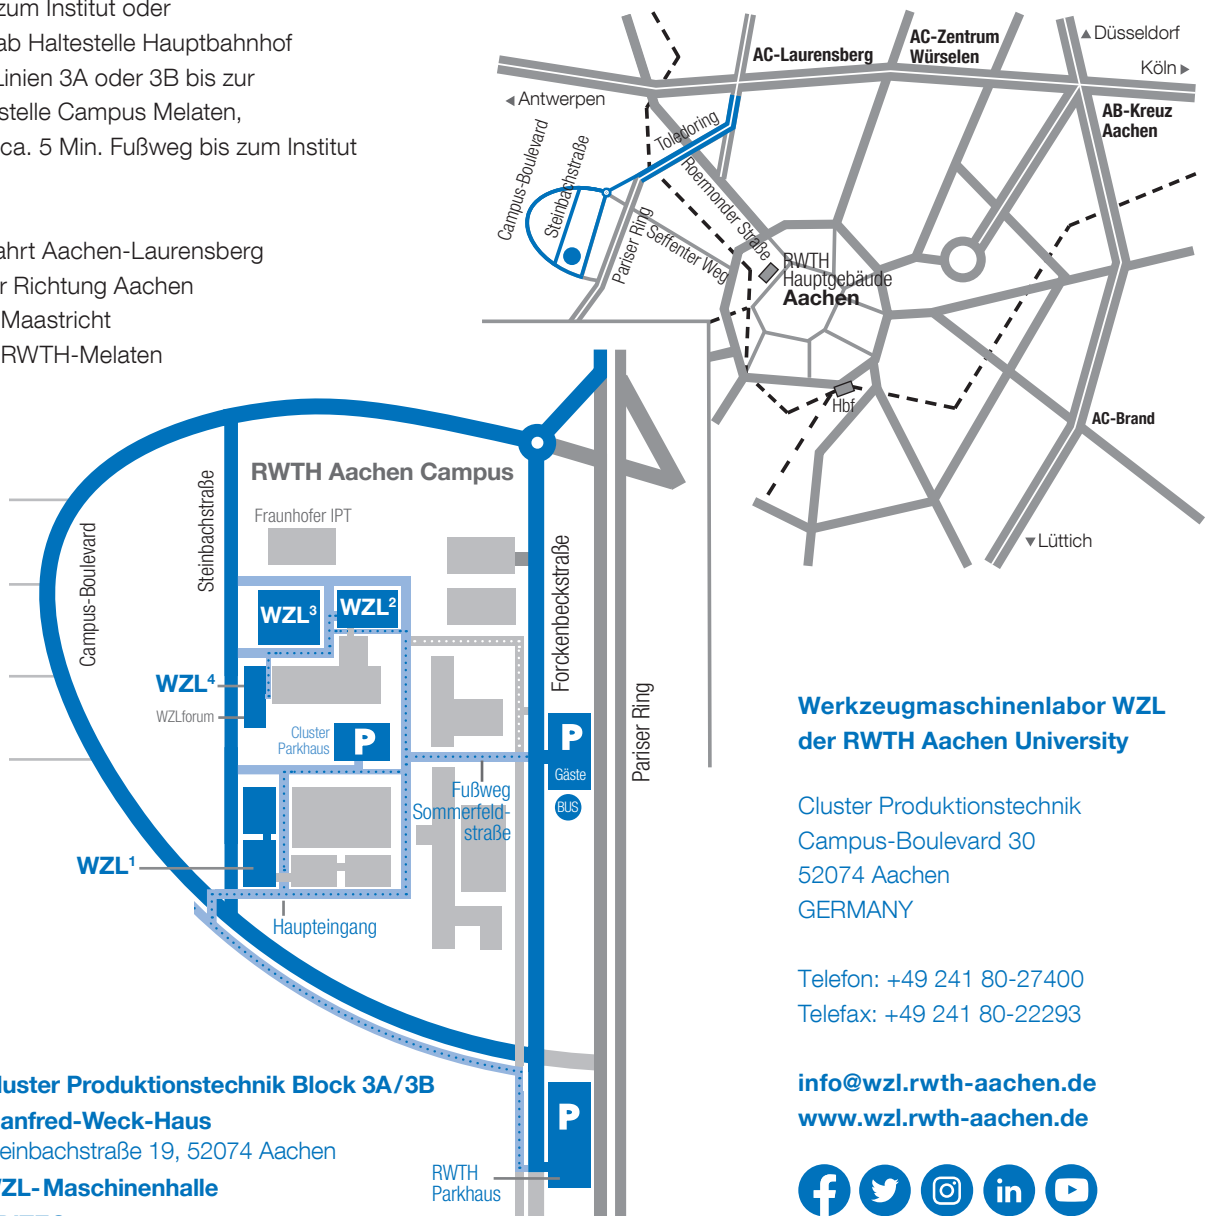 zum Institut oder
ab Haltestelle Hauptbahnhof
Linien 3A oder 3B bis zur
stelle Campus Melaten,
ca. 5 Min. Fußweg bis zum Institut
ahrt Aachen-Laurensberg
r Richtung Aachen
Maastricht
RWTH-Melaten
AC-Laurensberg
AC-Zentrum
Würselen
Düsseldorf
Köln
Antwerpen
AB-Kreuz
Aachen
Campus-Boulevard
Steinbachstraße
Toledoring
Roermonder Straße
Pariser Ring
Seffenter Weg
RWTH
Hauptgebäude
Aachen
Hbf
AC-Brand
Lüttich
RWTH Aachen Campus
Fraunhofer IPT
Steinbachstraße
Campus-Boulevard
Forckenbeckstraße
Pariser Ring
WZL³
WZL²
WZL⁴
WZLforum
Cluster
Parkhaus
P
P
Gäste
BUS
Fußweg
Sommerfeld-
straße
WZL¹
Haupteingang
P
RWTH
Parkhaus
luster Produktionstechnik Block 3A/3B
anfred-Weck-Haus
einbachstraße 19, 52074 Aachen
ZL-Maschinenhalle
Werkzeugmaschinenlabor WZL
der RWTH Aachen University
Cluster Produktionstechnik
Campus-Boulevard 30
52074 Aachen
GERMANY
Telefon: +49 241 80-27400
Telefax: +49 241 80-22293
info@wzl.rwth-aachen.de
www.wzl.rwth-aachen.de